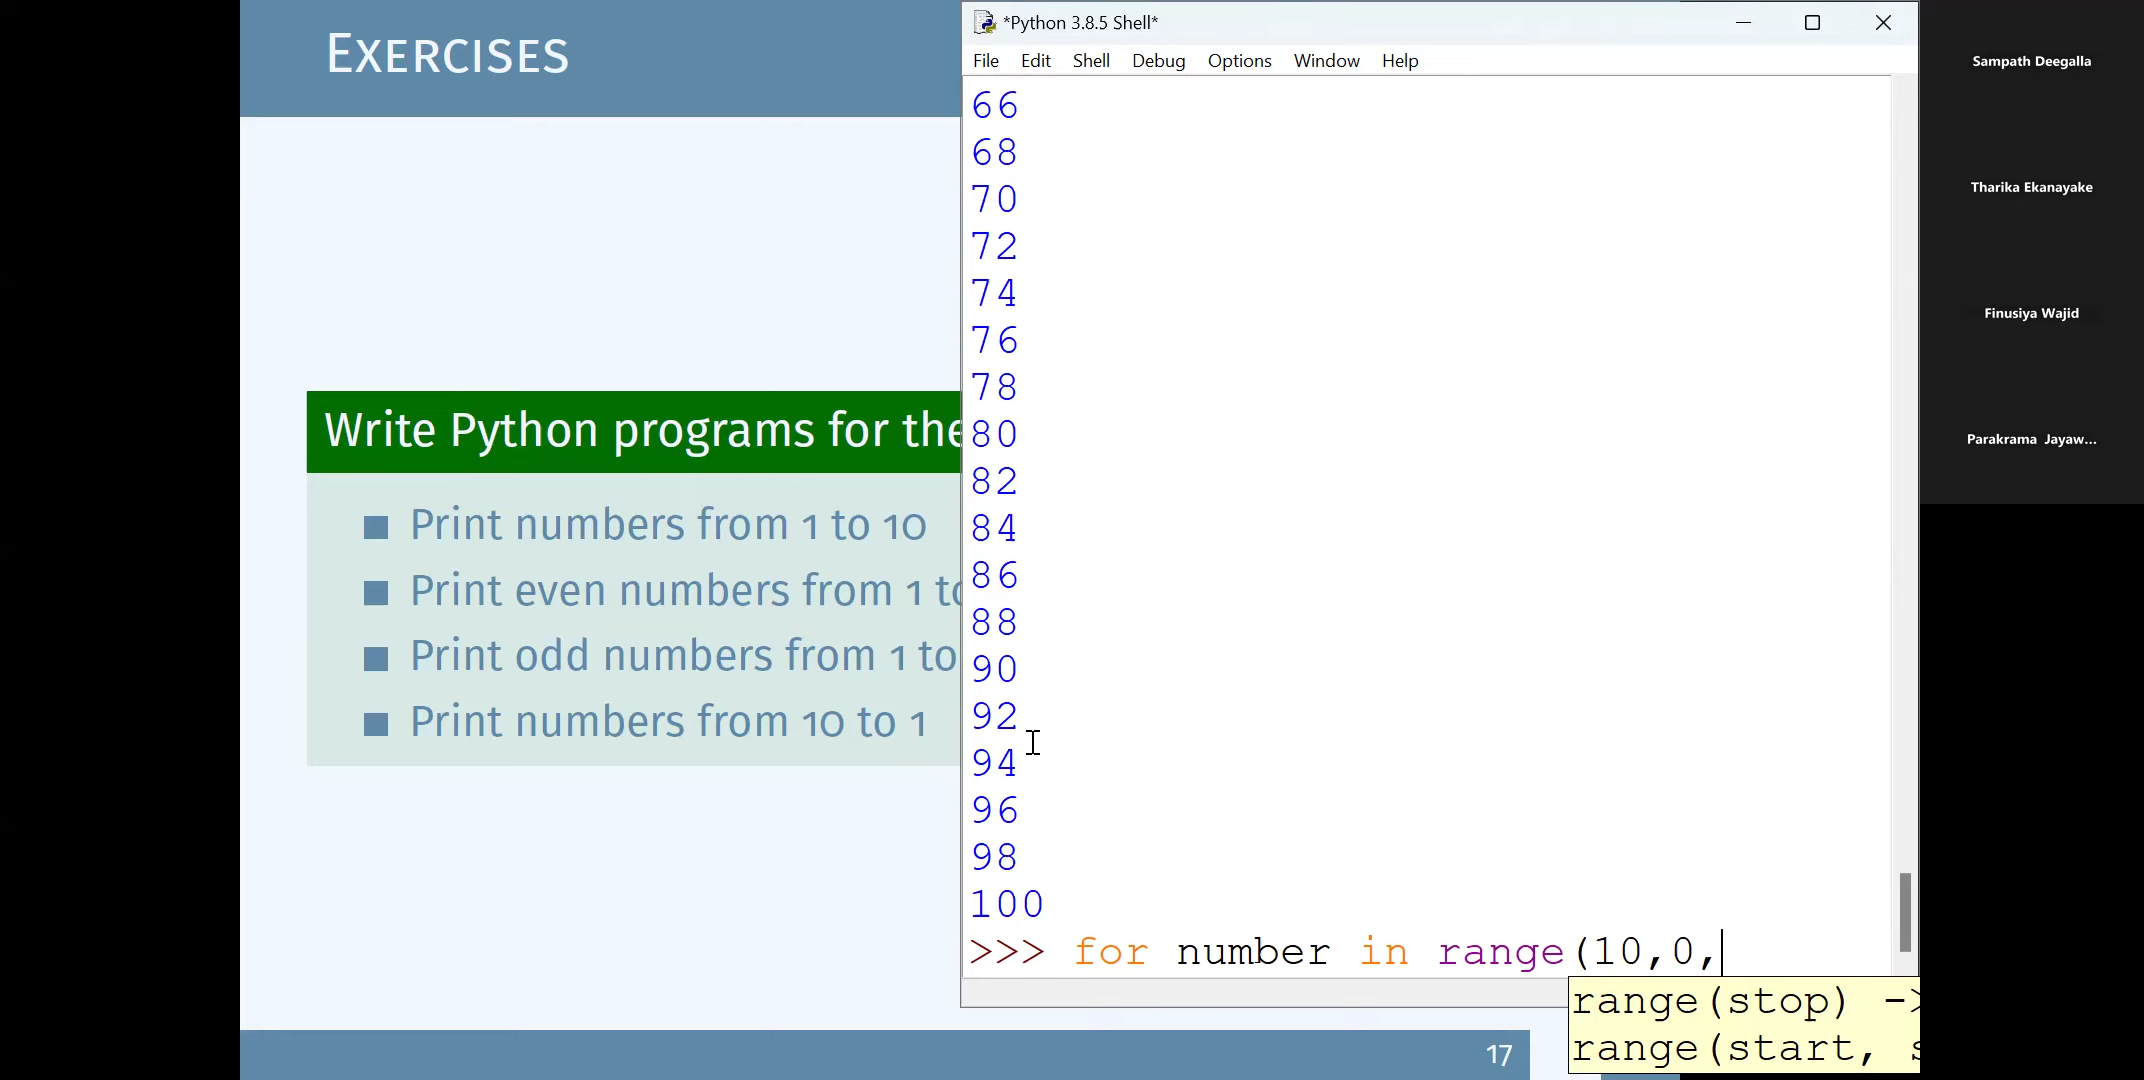 EXERCISES
Write Python programs for the
Print numbers from 1 to 10
Print even numbers from 1 to
Print odd numbers from 1 to
Print numbers from 10 to 1
17
*Python 3.8.5 Shell*
File Edit Shell Debug Options Window Help
66
68
70
72
74
76
78
80
82
84
86
88
90
92
94
96
98
100
>>> for number in range(10,0,
range(stop) ->
range(start, s
Sampath Deegalla
Tharika Ekanayake
Finusiya Wajid
Parakrama Jayaw...